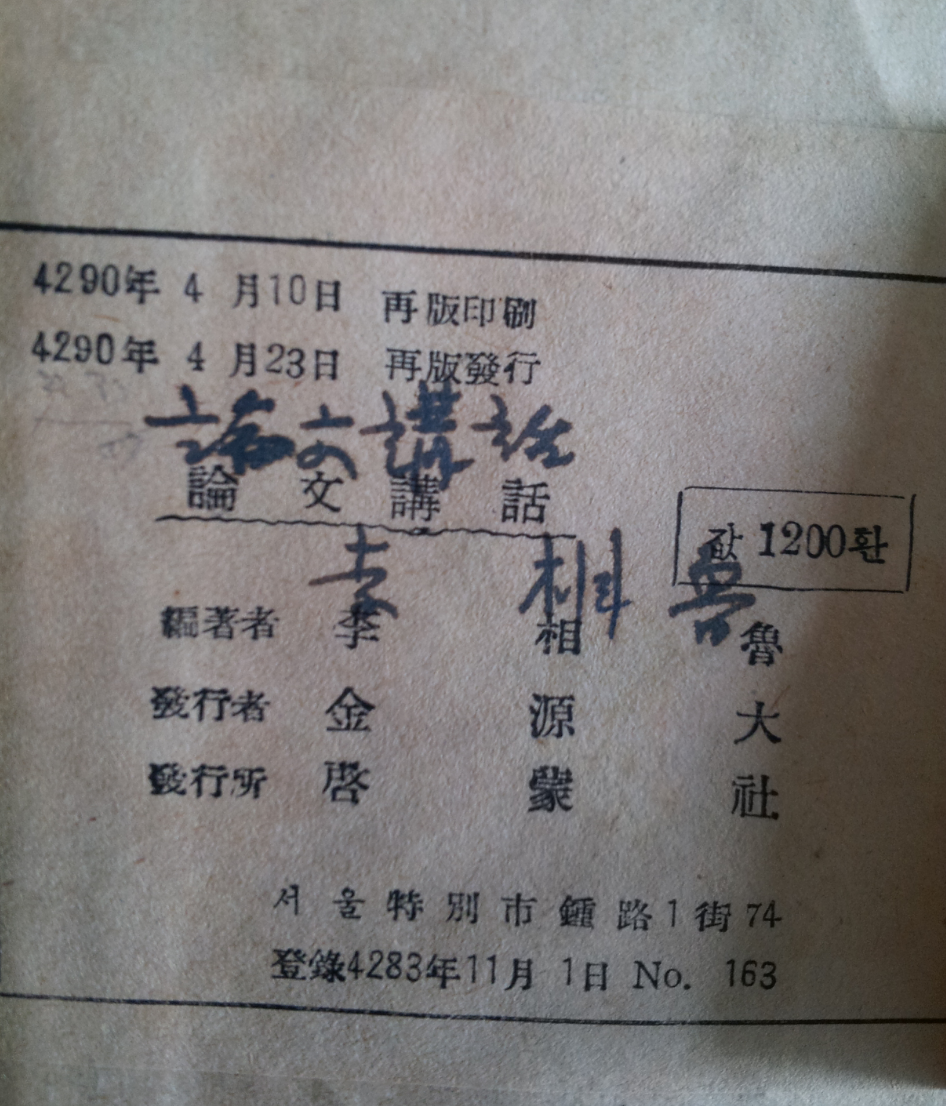 4290年 4月10日 再版印刷
4290年 4月23日 再版發行
論文講話
論文講話
값 1200환
李相魯
編著者 李相魯
發行者 金源大
發行所 啓蒙社
서울特別市鍾路1街74
登錄4283年11月 1日 No. 163